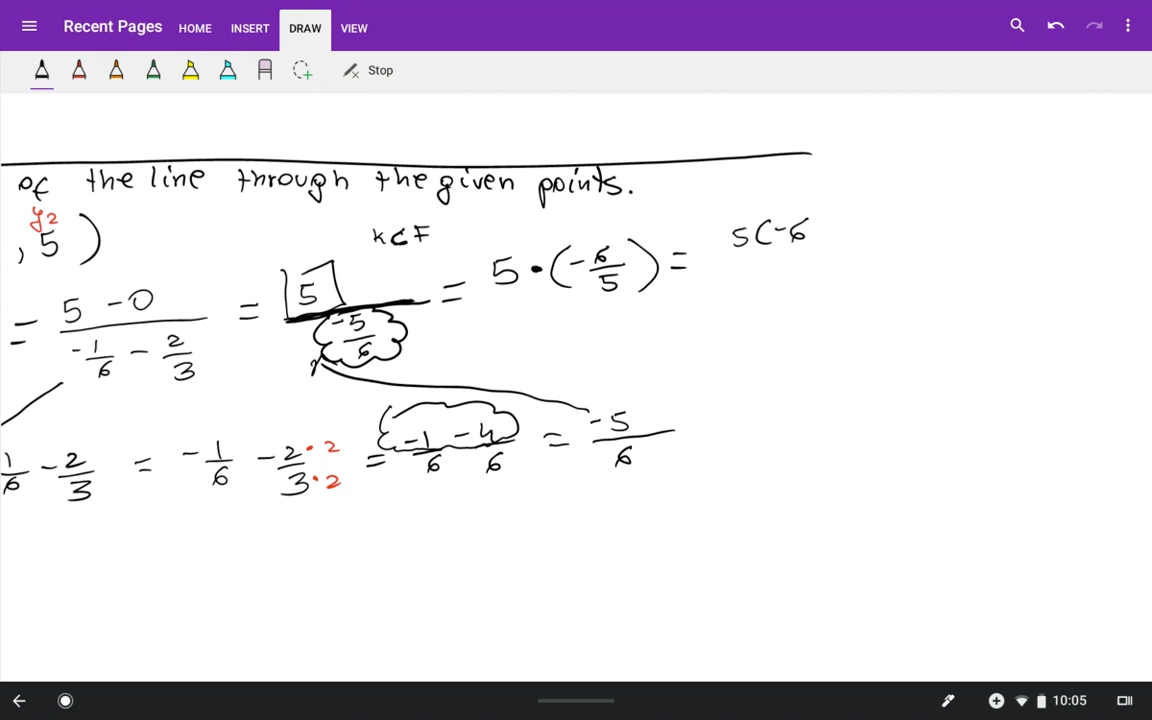 Recent Pages HOME INSERT DRAW VIEW
Stop
of the line through the given points.
y2
, 5 )
KCF
= 5 - 0 / -1/6 - 2/3 = 5 / -5/6 = 5 • (-6/5) = 5(-6
1/6 - 2/3 = -1/6 - 2•2/3•2 = -1/6 - 4/6 = -5/6
10:05